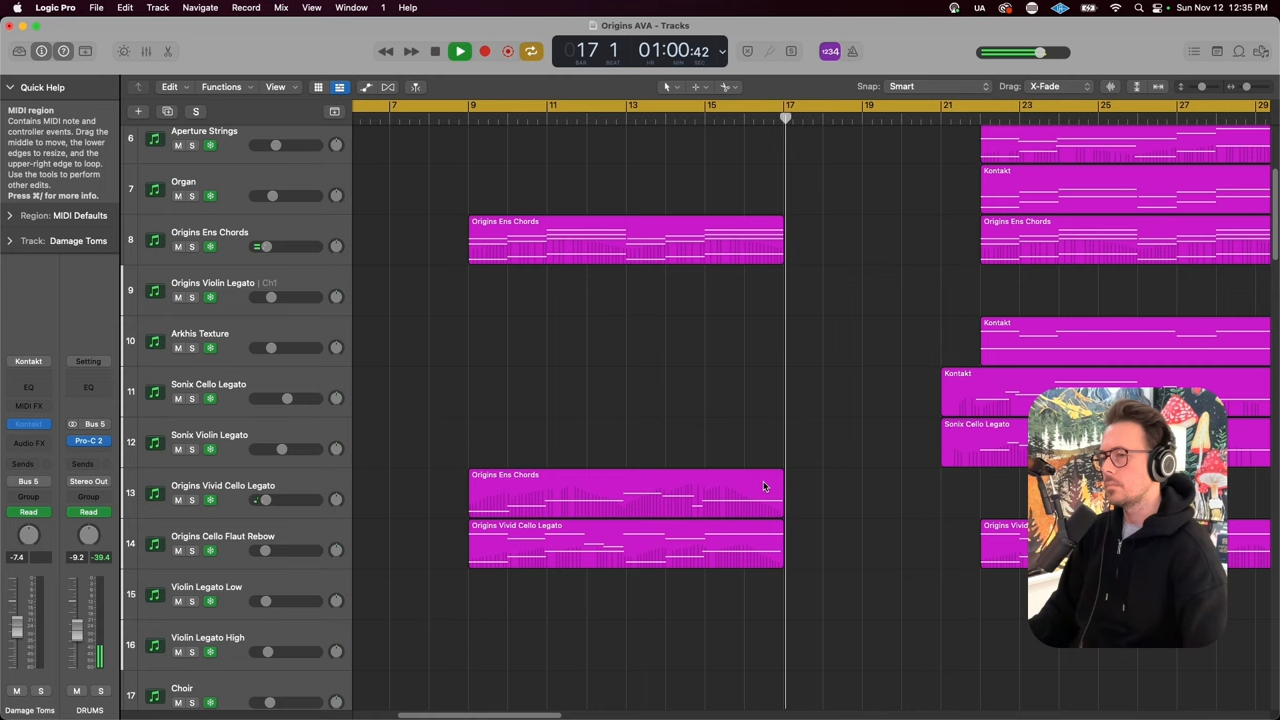 Logic Pro File Edit Track Navigate Record Mix View Window 1 Help UA Sun Nov 12 12:35 PM
Origins AVA - Tracks
17 1 01:00:42 1234
BAR BEAT HR MIN SEC
Quick Help Edit Functions View Snap: Smart Drag: X-Fade
MIDI region
Contains MIDI note and
controller events. Drag the
middle to move, the lower
edges to resize, and the
upper-right edge to loop.
Use the tools to perform
other edits.
Press ⌘/ for more info.
Region: MIDI Defaults
Track: Damage Toms
7 9 11 13 15 17 19 21 23 25 27 29
S
6 Aperture Strings
M S
7 Organ
M S
Kontakt
8 Origins Ens Chords
M S
Origins Ens Chords
Origins Ens Chords
9 Origins Violin Legato | Ch1
M S
10 Arkhis Texture
M S
Kontakt
11 Sonix Cello Legato
M S
Kontakt
12 Sonix Violin Legato
M S
Sonix Cello Legato
13 Origins Vivid Cello Legato
M S
Origins Ens Chords
14 Origins Cello Flaut Rebow
M S
Origins Vivid Cello Legato
Origins Vivid
15 Violin Legato Low
M S
16 Violin Legato High
M S
17 Choir
M S
Kontakt Setting
EQ EQ
MIDI FX
Kontakt Bus 5
Audio FX Pro-C 2
Sends Sends
Bus 5 Stereo Out
Group Group
Read Read
-7.4 -9.2 -39.4
M S M S
Damage Toms DRUMS